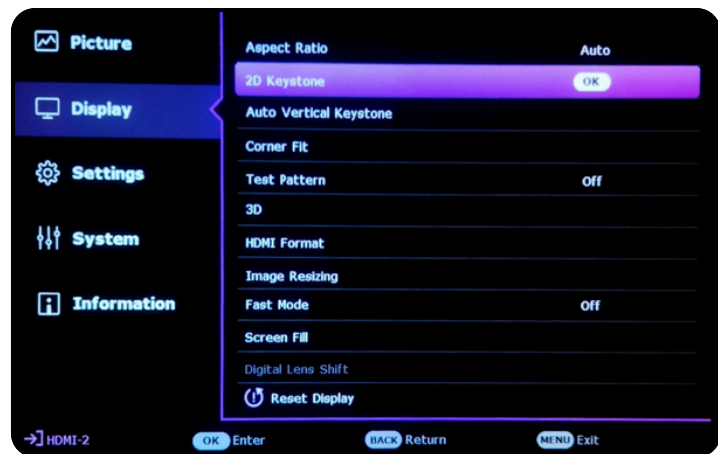 Picture
Display
Settings
System
Information
Aspect Ratio Auto
2D Keystone OK
Auto Vertical Keystone
Corner Fit
Test Pattern Off
3D
HDMI Format
Image Resizing
Fast Mode Off
Screen Fill
Digital Lens Shift
Reset Display
HDMI-2 OK Enter BACK Return MENU Exit